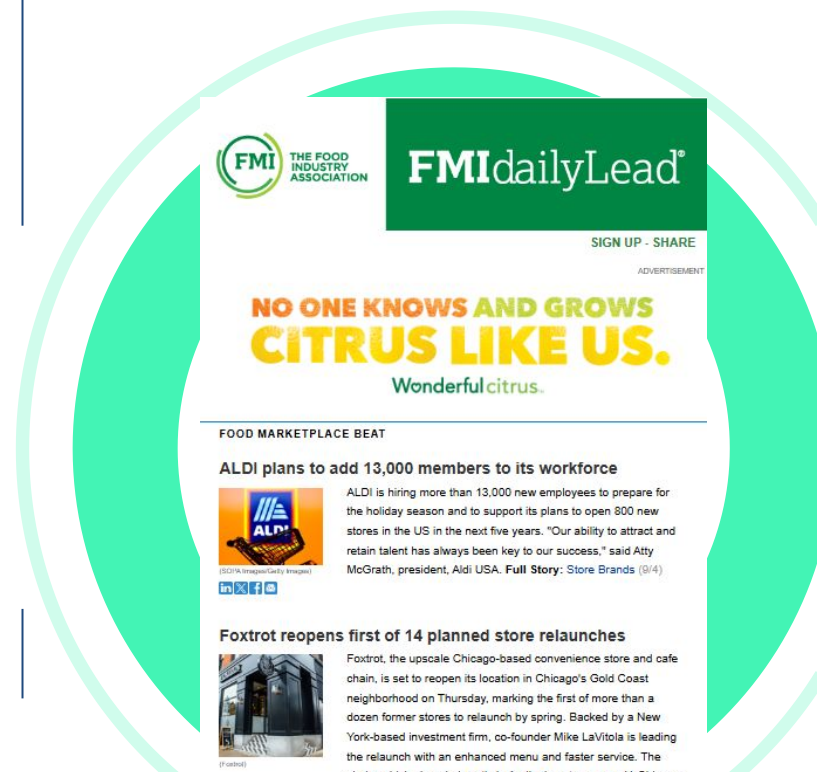 FMI
THE FOOD
INDUSTRY
ASSOCIATION
FMIdailyLead®
SIGN UP - SHARE
ADVERTISEMENT
NO ONE KNOWS AND GROWS
CITRUS LIKE US.
Wonderful citrus™
FOOD MARKETPLACE BEAT
ALDI plans to add 13,000 members to its workforce
ALDI
(SOPA Images/Getty Images)
ALDI is hiring more than 13,000 new employees to prepare for
the holiday season and to support its plans to open 800 new
stores in the US in the next five years. "Our ability to attract and
retain talent has always been key to our success," said Atty
McGrath, president, Aldi USA. Full Story: Store Brands (9/4)
Foxtrot reopens first of 14 planned store relaunches
(Foxtrot)
Foxtrot, the upscale Chicago-based convenience store and cafe
chain, is set to reopen its location in Chicago's Gold Coast
neighborhood on Thursday, marking the first of more than a
dozen former stores to relaunch by spring. Backed by a New
York-based investment firm, co-founder Mike LaVitola is leading
the relaunch with an enhanced menu and faster service. The